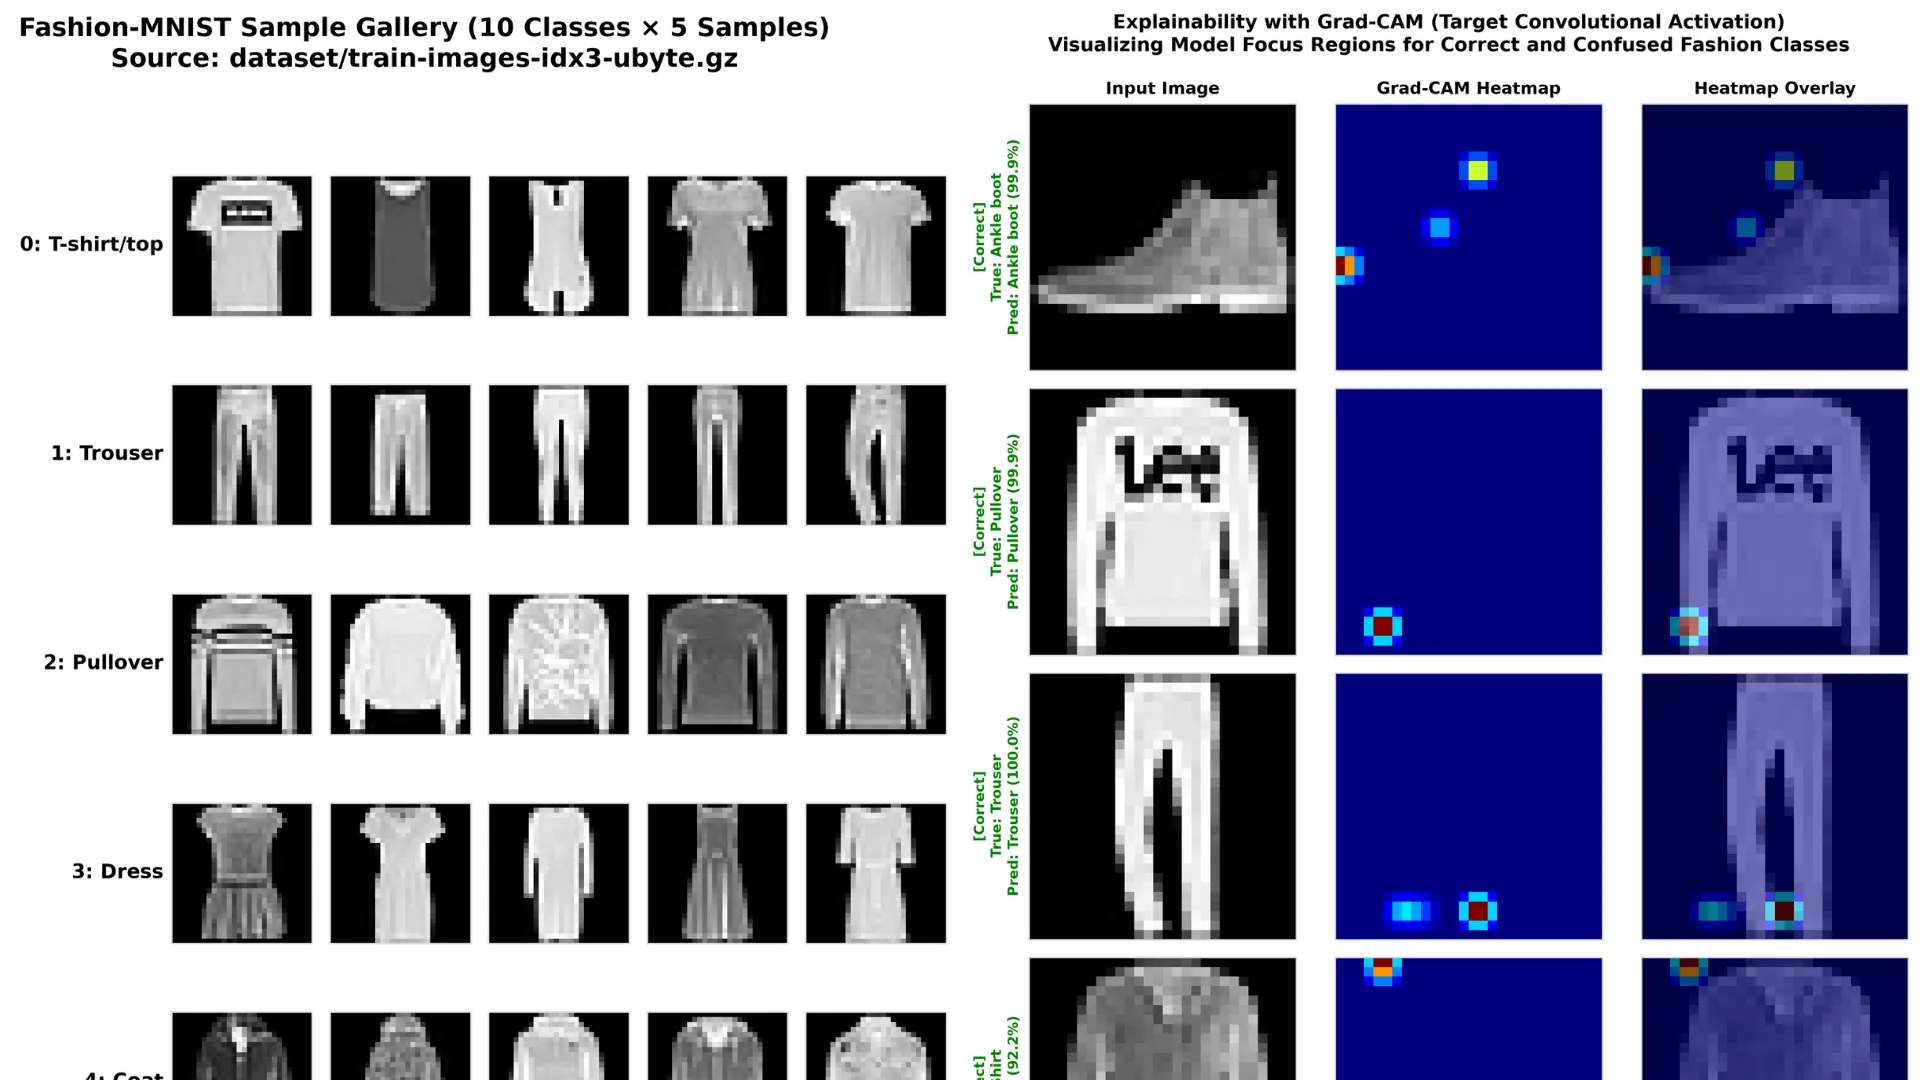 Fashion-MNIST Sample Gallery (10 Classes × 5 Samples)
Source: dataset/train-images-idx3-ubyte.gz
0: T-shirt/top
1: Trouser
2: Pullover
3: Dress
4: Coat
Explainability with Grad-CAM (Target Convolutional Activation)
Visualizing Model Focus Regions for Correct and Confused Fashion Classes
Input Image
Grad-CAM Heatmap
Heatmap Overlay
[Correct]
True: Ankle boot
Pred: Ankle boot (99.9%)
[Correct]
True: Pullover
Pred: Pullover (99.9%)
[Correct]
True: Trouser
Pred: Trouser (100.0%)
(92.2%)